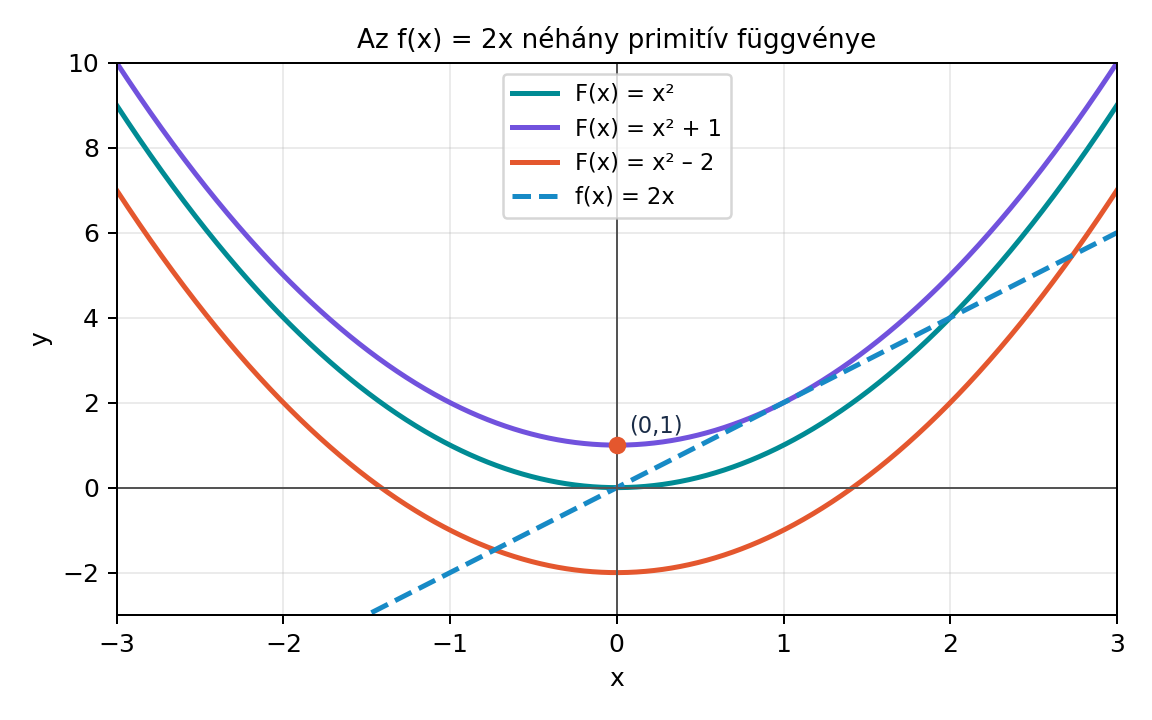 Az f(x) = 2x néhány primitív függvénye
10
8
6
4
2
0
−2
y
F(x) = x²
F(x) = x² + 1
F(x) = x² – 2
f(x) = 2x
(0,1)
−3
−2
−1
0
1
2
3
x